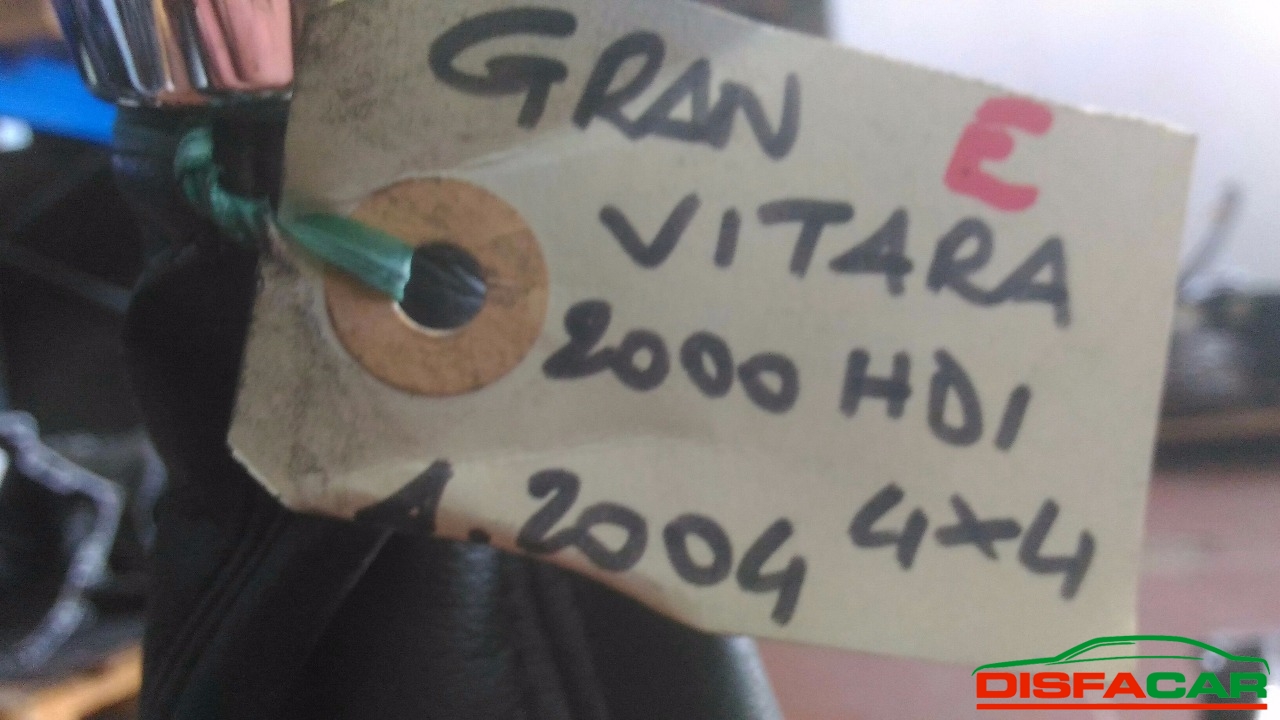 GRAN
E
VITARA
2000 HDI
A.2004 4x4
DISFACAR